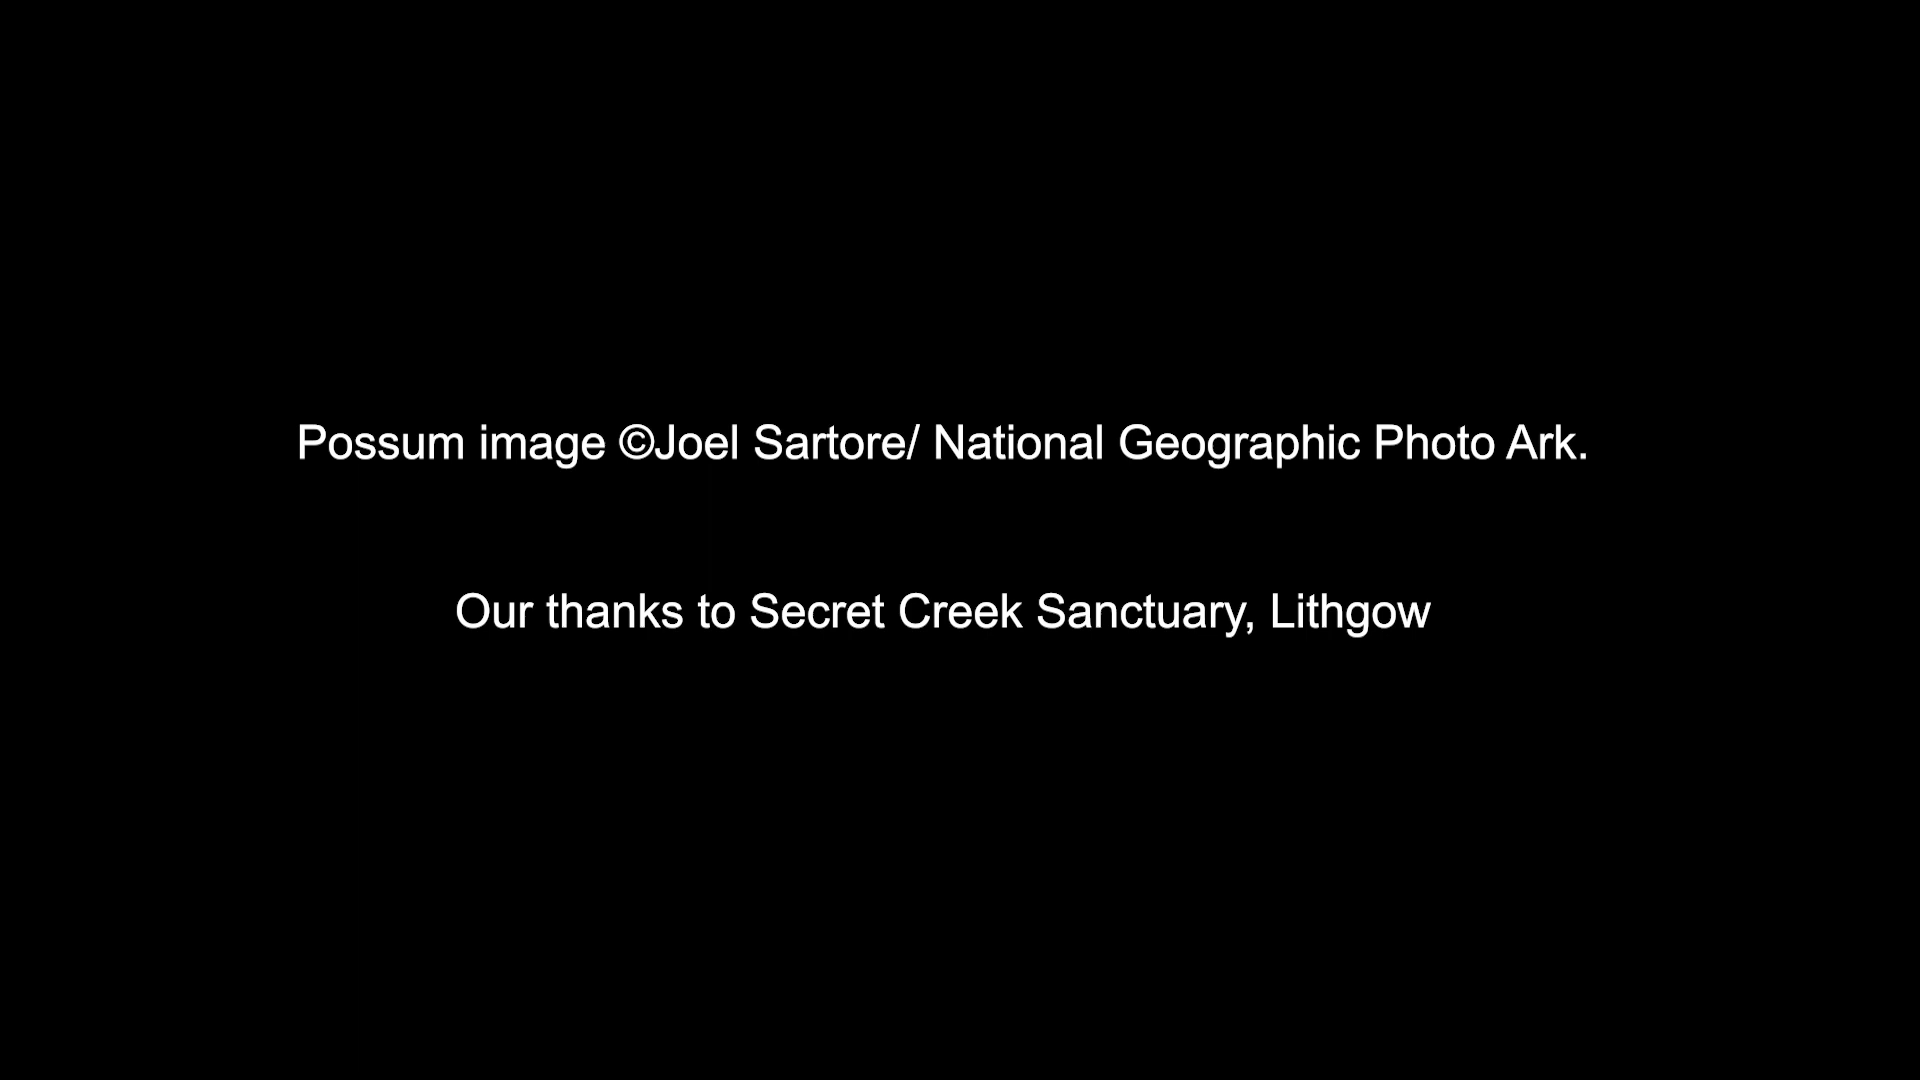 Possum image ©Joel Sartore/ National Geographic Photo Ark.
Our thanks to Secret Creek Sanctuary, Lithgow